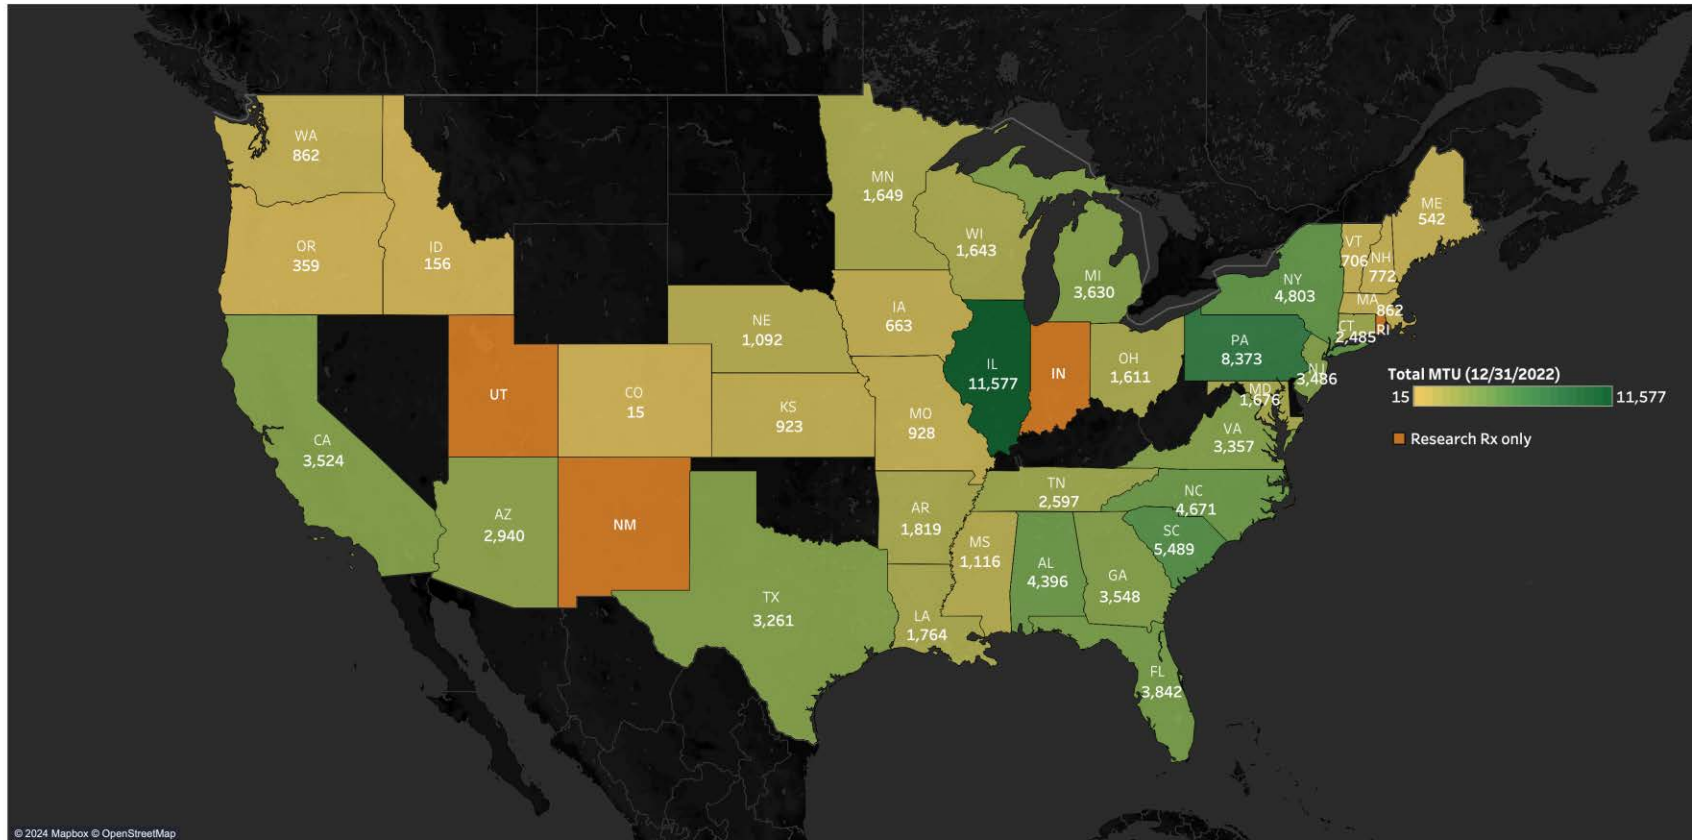 WA
862
OR
359
ID
156
CA
3,524
UT
AZ
2,940
CO
15
NM
NE
1,092
KS
923
TX
3,261
MN
1,649
IA
663
MO
928
AR
1,819
LA
1,764
WI
1,643
IL
11,577
MS
1,116
MI
3,630
IN
OH
1,611
TN
2,597
AL
4,396
GA
3,548
FL
3,842
SC
5,489
NC
4,671
VA
3,357
MD
1,676
PA
8,373
NJ
3,486
NY
4,803
CT
2,485
RI
MA
862
VT
706
NH
772
ME
542
Total MTU (12/31/2022)
15
11,577
Research Rx only
© 2024 Mapbox © OpenStreetMap